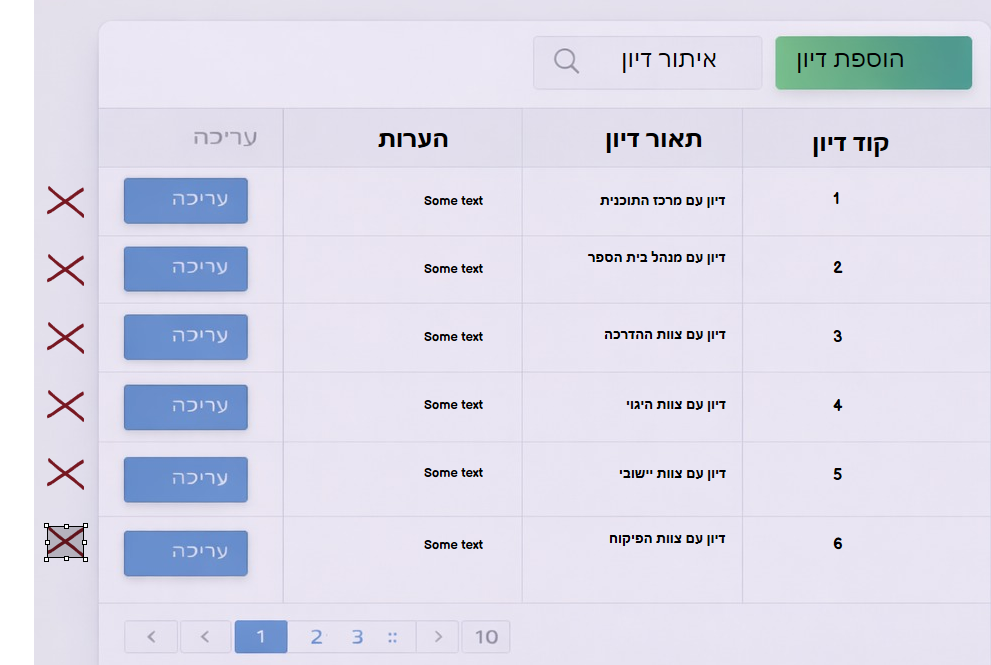 הוספת דיון
איתור דיון
קוד דיון תאור דיון הערות עריכה
1 דיון עם מרכז התוכנית Some text עריכה
2 דיון עם מנהל בית הספר Some text עריכה
3 דיון עם צוות ההדרכה Some text עריכה
4 דיון עם צוות היגוי Some text עריכה
5 דיון עם צוות יישובי Some text עריכה
6 דיון עם צוות הפיקוח Some text עריכה
< < 1 2 3 :: > 10